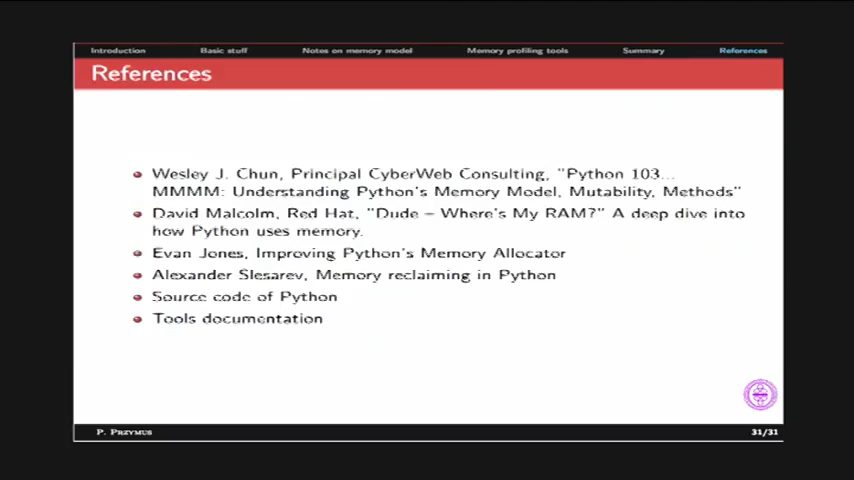 Introduction Basic stuff Notes on memory model Memory profiling tools Summary References
References
Wesley J. Chun, Principal CyberWeb Consulting, "Python 103...
MMMM: Understanding Python's Memory Model, Mutability, Methods"
David Malcolm, Red Hat, "Dude – Where's My RAM?" A deep dive into
how Python uses memory.
Evan Jones, Improving Python's Memory Allocator
Alexander Slesarev, Memory reclaiming in Python
Source code of Python
Tools documentation
P. Przymus 31/31